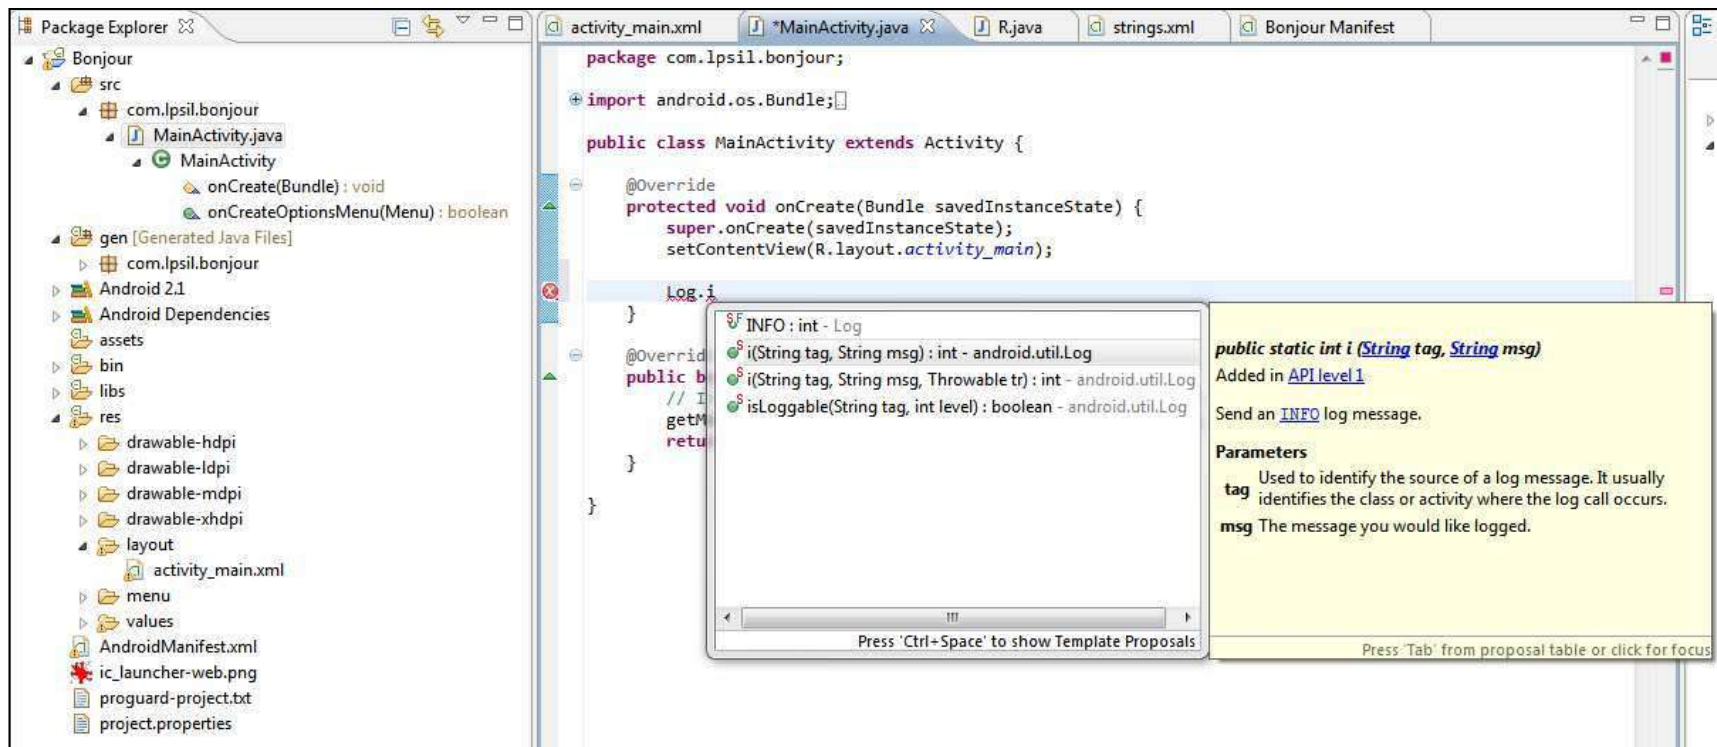 Package Explorer
Bonjour
src
com.lpsil.bonjour
MainActivity.java
MainActivity
onCreate(Bundle) : void
onCreateOptionsMenu(Menu) : boolean
gen [Generated Java Files]
com.lpsil.bonjour
Android 2.1
Android Dependencies
assets
bin
libs
res
drawable-hdpi
drawable-ldpi
drawable-mdpi
drawable-xhdpi
layout
activity_main.xml
menu
values
AndroidManifest.xml
ic_launcher-web.png
proguard-project.txt
project.properties
activity_main.xml *MainActivity.java R.java strings.xml Bonjour Manifest
package com.lpsil.bonjour;
import android.os.Bundle;
public class MainActivity extends Activity {
@Override
protected void onCreate(Bundle savedInstanceState) {
super.onCreate(savedInstanceState);
setContentView(R.layout.activity_main);
Log.i
}
@Overrid
public b
// I
getM
retu
}
}
INFO : int - Log
i(String tag, String msg) : int - android.util.Log
i(String tag, String msg, Throwable tr) : int - android.util.Log
isLoggable(String tag, int level) : boolean - android.util.Log
Press 'Ctrl+Space' to show Template Proposals
public static int i (String tag, String msg)
Added in API level 1
Send an INFO log message.
Parameters
tag Used to identify the source of a log message. It usually
identifies the class or activity where the log call occurs.
msg The message you would like logged.
Press 'Tab' from proposal table or click for focus